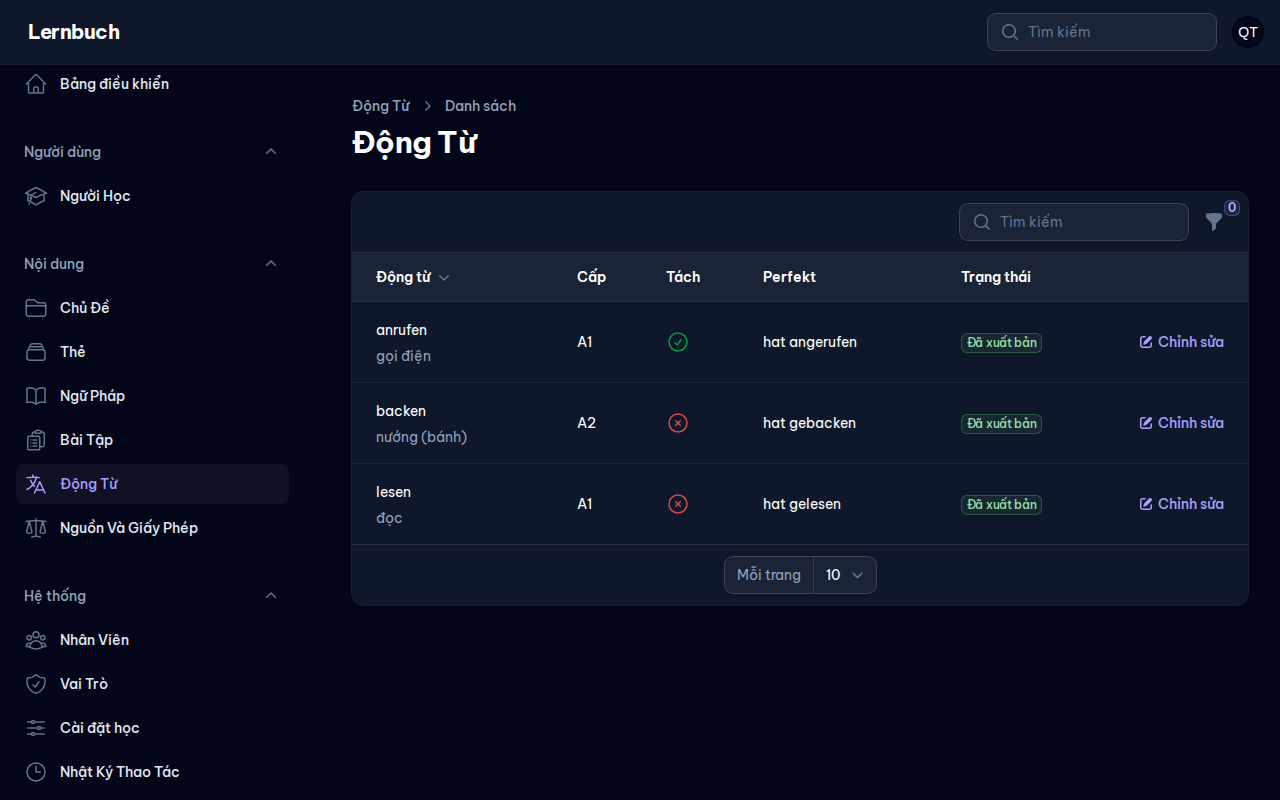 Lernbuch
Tìm kiếm
QT
Bảng điều khiển
Người dùng
Người Học
Nội dung
Chủ Đề
Thẻ
Ngữ Pháp
Bài Tập
Động Từ
Nguồn Và Giấy Phép
Hệ thống
Nhân Viên
Vai Trò
Cài đặt học
Nhật Ký Thao Tác
Động Từ Danh sách
Động Từ
Tìm kiếm 0
Động từ Cấp Tách Perfekt Trạng thái
anrufen
gọi điện
A1 hat angerufen Đã xuất bản Chỉnh sửa
backen
nướng (bánh)
A2 hat gebacken Đã xuất bản Chỉnh sửa
lesen
đọc
A1 hat gelesen Đã xuất bản Chỉnh sửa
Mỗi trang 10